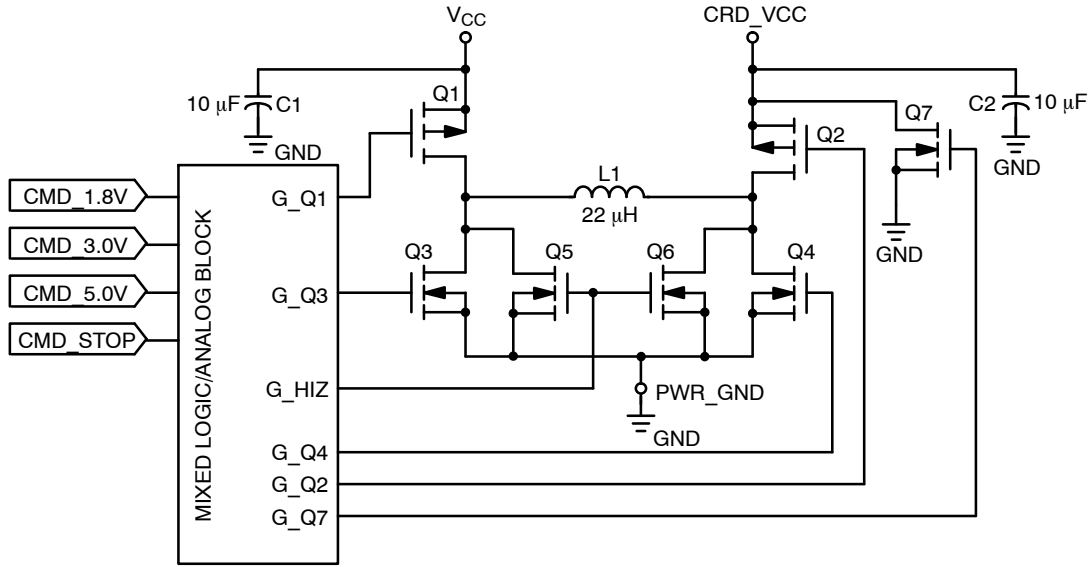 VCC
CRD_VCC
10 μF
C1
Q1
Q2
Q7
C2
10 μF
GND
GND
GND
L1
22 μH
CMD_1.8V
CMD_3.0V
CMD_5.0V
CMD_STOP
MIXED LOGIC/ANALOG BLOCK
G_Q1
G_Q3
G_HIZ
G_Q4
G_Q2
G_Q7
Q3
Q5
Q6
Q4
PWR_GND
GND